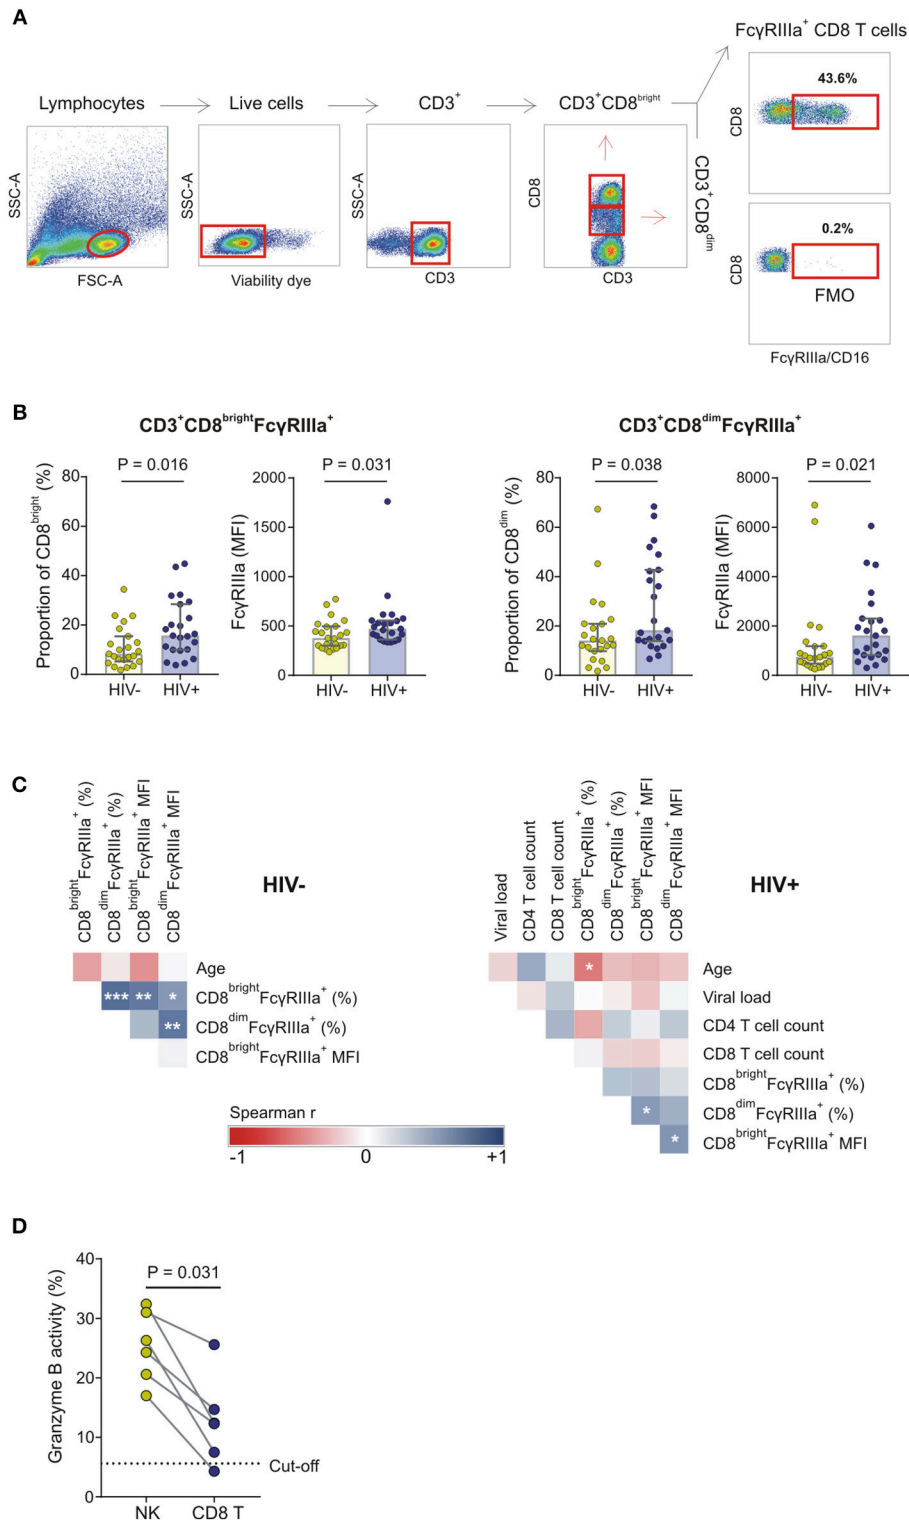 A
FcγRIIIa⁺ CD8 T cells
Lymphocytes
Live cells
CD3⁺
CD3⁺CD8ᵇʳⁱᵍʰᵗ
CD3⁺CD8ᵈⁱᵐ
SSC-A
FSC-A
SSC-A
Viability dye
SSC-A
CD3
CD8
CD3
CD8
43.6%
CD8
0.2%
FMO
FcγRIIIa/CD16
B
CD3⁺CD8ᵇʳⁱᵍʰᵗFcγRIIIa⁺
CD3⁺CD8ᵈⁱᵐFcγRIIIa⁺
P = 0.016
Proportion of CD8ᵇʳⁱᵍʰᵗ (%)
80
60
40
20
0
HIV-
HIV+
P = 0.031
FcγRIIIa (MFI)
2000
1500
1000
500
0
HIV-
HIV+
P = 0.038
Proportion of CD8ᵈⁱᵐ (%)
80
60
40
20
0
HIV-
HIV+
P = 0.021
FcγRIIIa (MFI)
8000
6000
4000
2000
0
HIV-
HIV+
C
CD8ᵇʳⁱᵍʰᵗFcγRIIIa⁺ (%)
CD8ᵈⁱᵐFcγRIIIa⁺ (%)
CD8ᵇʳⁱᵍʰᵗFcγRIIIa⁺ MFI
CD8ᵈⁱᵐFcγRIIIa⁺ MFI
HIV-
Age
*** ** * CD8ᵇʳⁱᵍʰᵗFcγRIIIa⁺ (%)
** CD8ᵈⁱᵐFcγRIIIa⁺ (%)
CD8ᵇʳⁱᵍʰᵗFcγRIIIa⁺ MFI
Viral load
CD4 T cell count
CD8 T cell count
CD8ᵇʳⁱᵍʰᵗFcγRIIIa⁺ (%)
CD8ᵈⁱᵐFcγRIIIa⁺ (%)
CD8ᵇʳⁱᵍʰᵗFcγRIIIa⁺ MFI
CD8ᵈⁱᵐFcγRIIIa⁺ MFI
HIV+
* Age
Viral load
CD4 T cell count
CD8 T cell count
CD8ᵇʳⁱᵍʰᵗFcγRIIIa⁺ (%)
* CD8ᵈⁱᵐFcγRIIIa⁺ (%)
* CD8ᵇʳⁱᵍʰᵗFcγRIIIa⁺ MFI
Spearman r
-1 0 +1
D
P = 0.031
Granzyme B activity (%)
40
30
20
10
0
Cut-off
NK
CD8 T